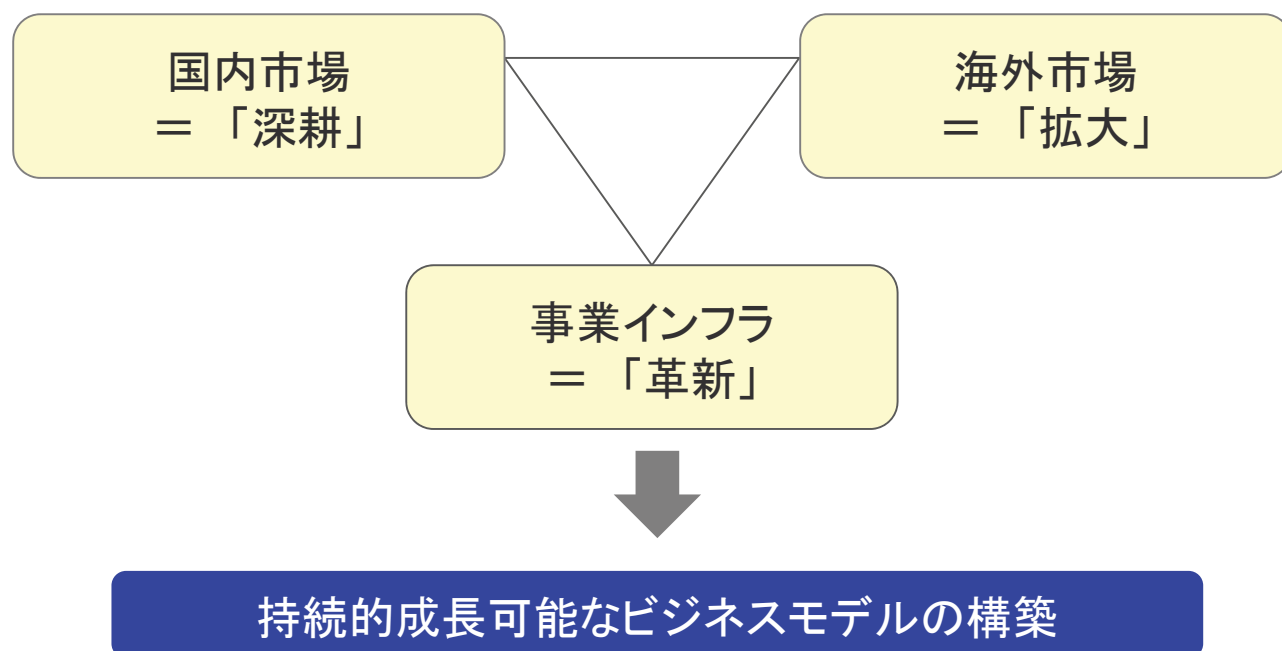 国内市場
＝「深耕」
海外市場
＝「拡大」
事業インフラ
＝「革新」
持続的成長可能なビジネスモデルの構築